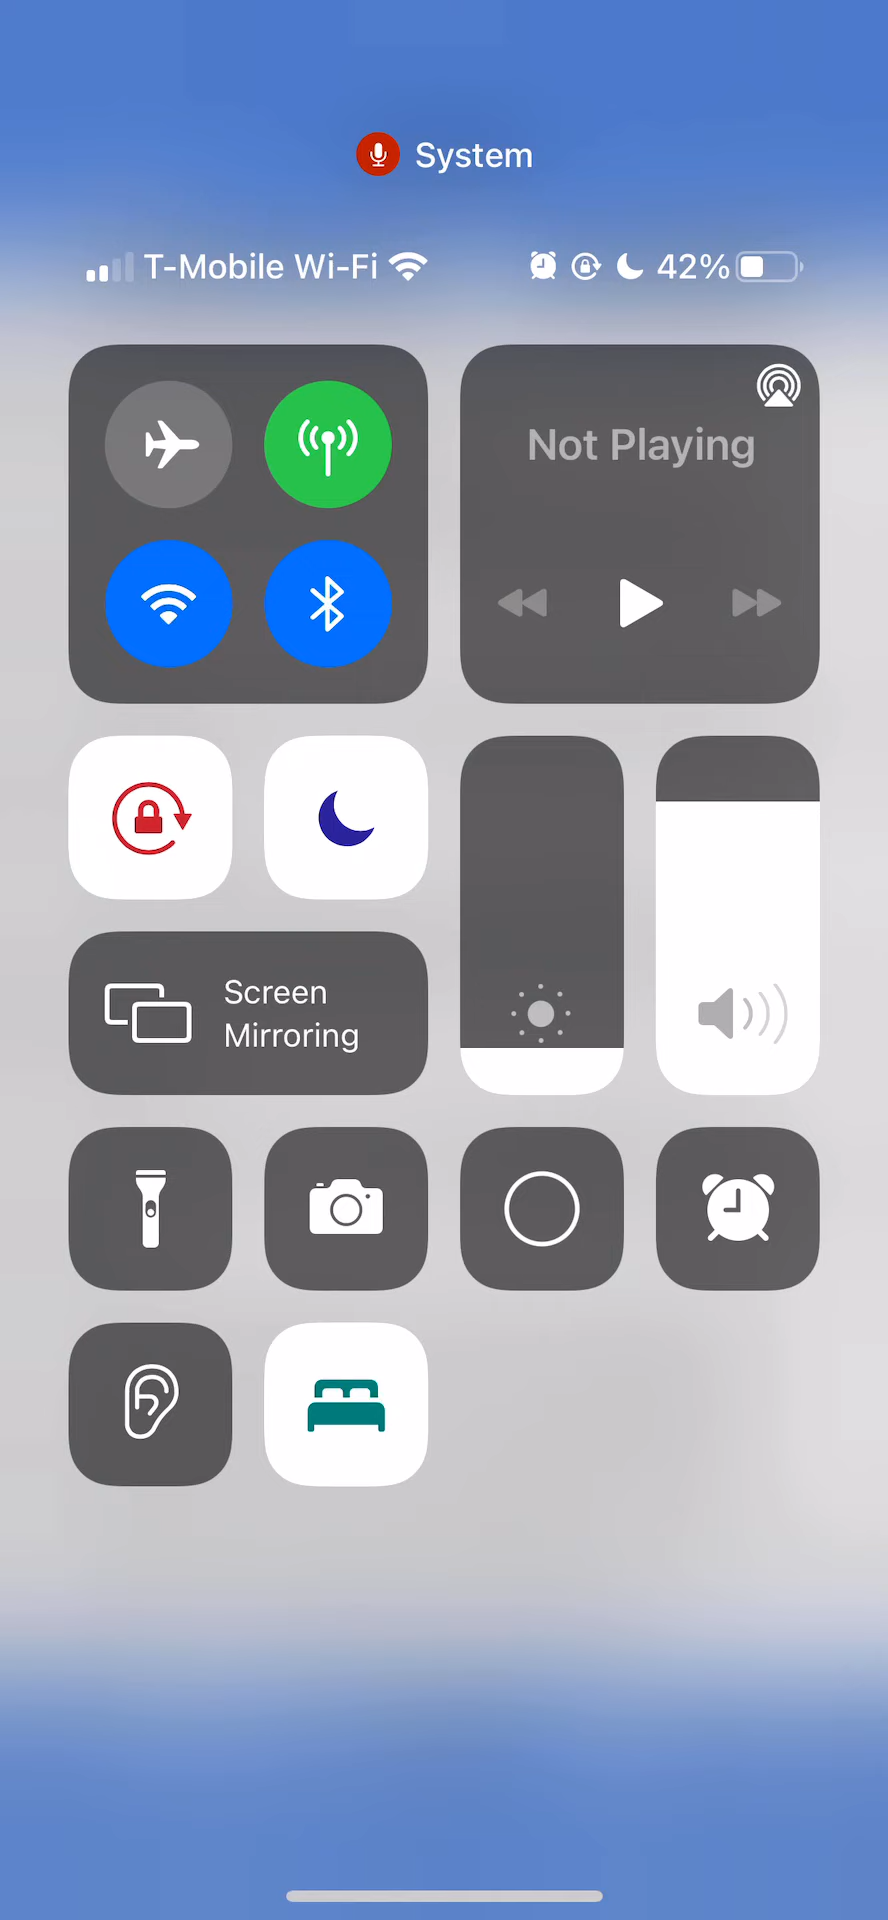 System
T-Mobile Wi-Fi 42%
Not Playing
Screen
Mirroring